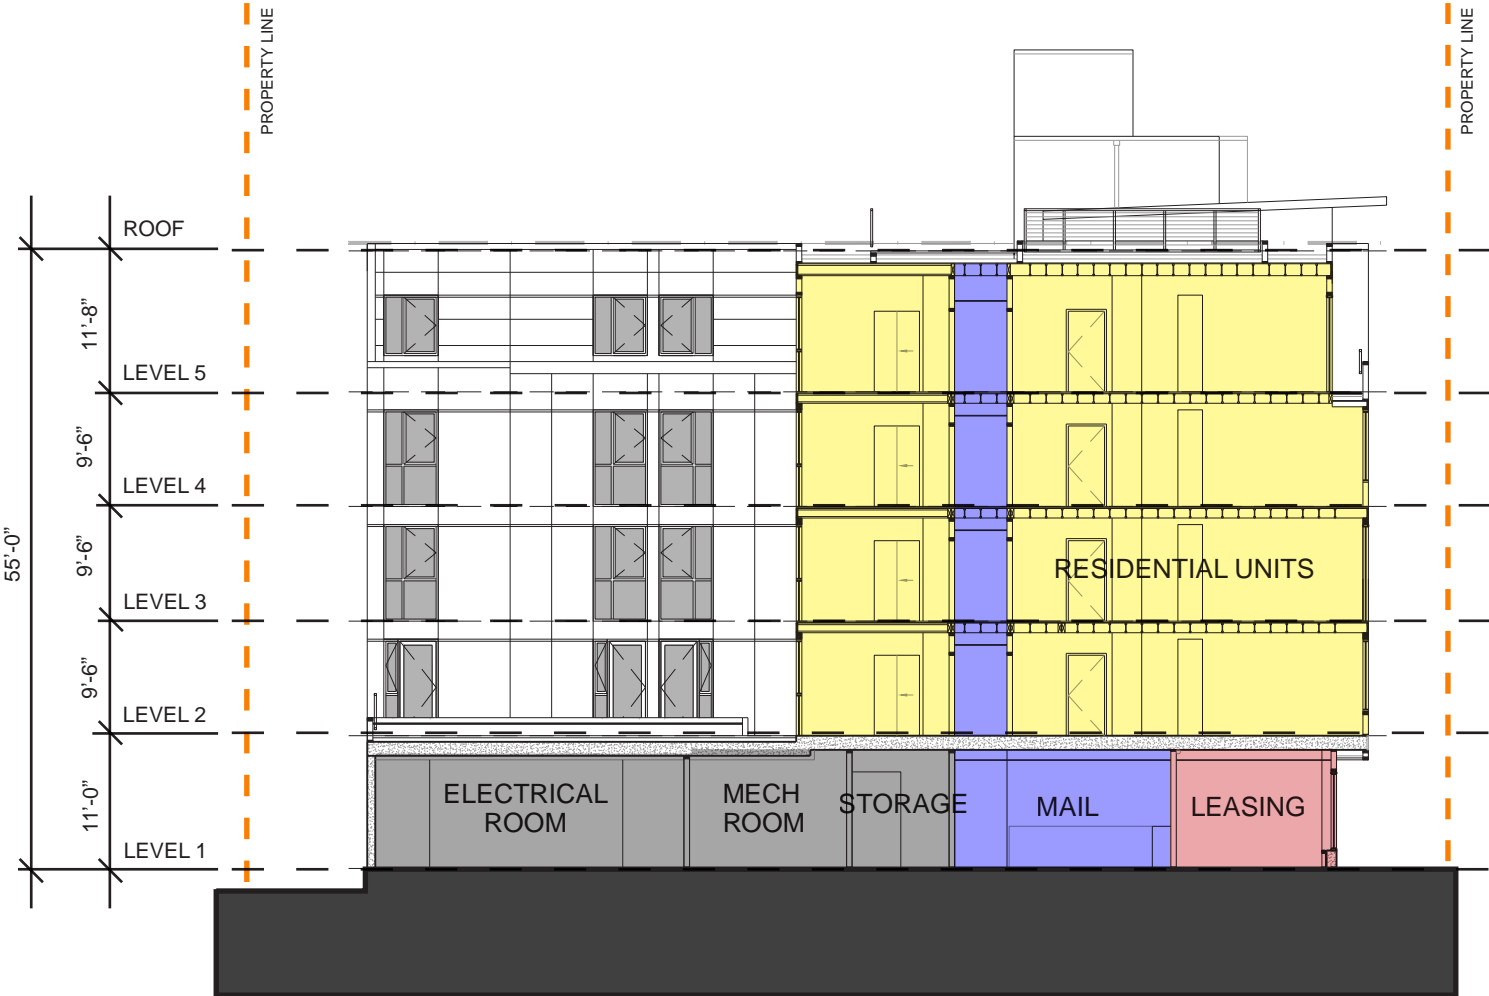 PROPERTY LINE
PROPERTY LINE
ROOF
11'-8"
LEVEL 5
9'-6"
LEVEL 4
55'-0"
9'-6"
RESIDENTIAL UNITS
LEVEL 3
9'-6"
LEVEL 2
11'-0"
ELECTRICAL
ROOM
MECH
ROOM
STORAGE
MAIL
LEASING
LEVEL 1